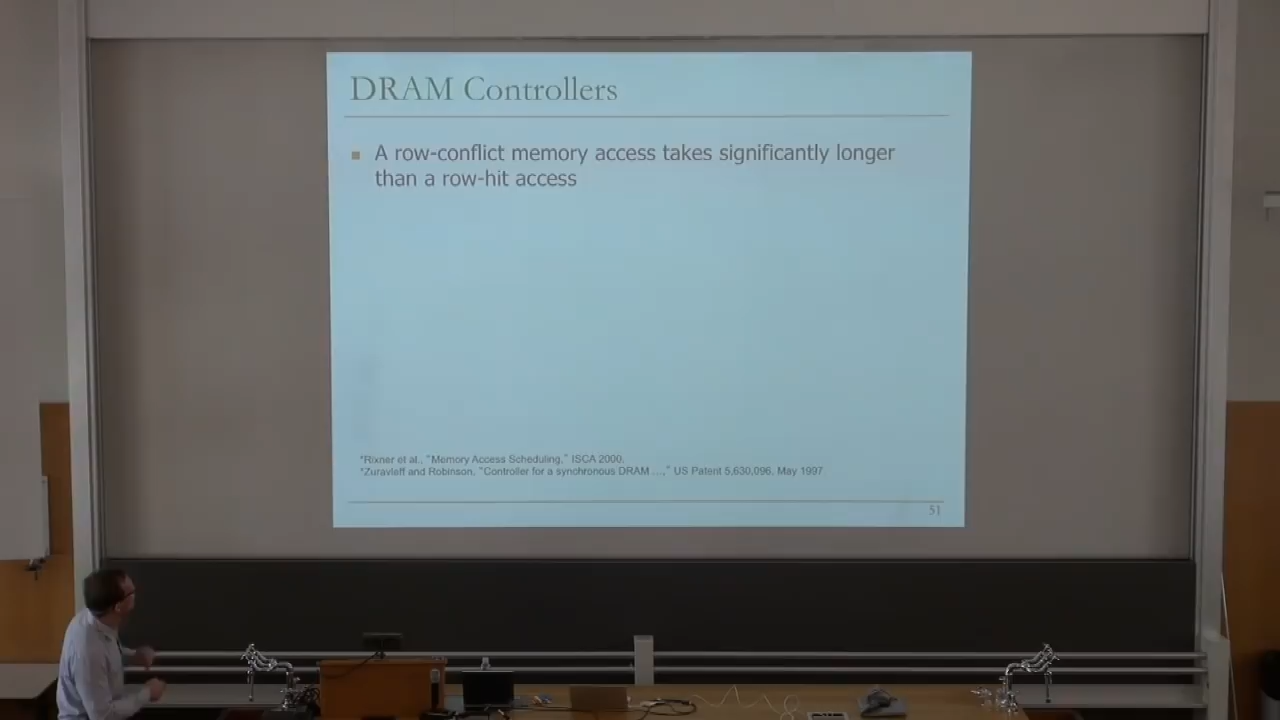 DRAM Controllers
A row-conflict memory access takes significantly longer
than a row-hit access
*Rixner et al., "Memory Access Scheduling," ISCA 2000.
*Zuravleff and Robinson, "Controller for a synchronous DRAM …," US Patent 5,630,096, May 1997.
51